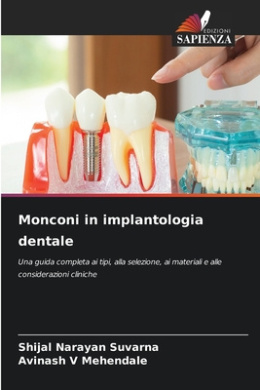 EDIZIONI
SAPIENZA
Monconi in implantologia
dentale
Una guida completa ai tipi, alla selezione, ai materiali e alle
considerazioni cliniche
Shijal Narayan Suvarna
Avinash V Mehendale